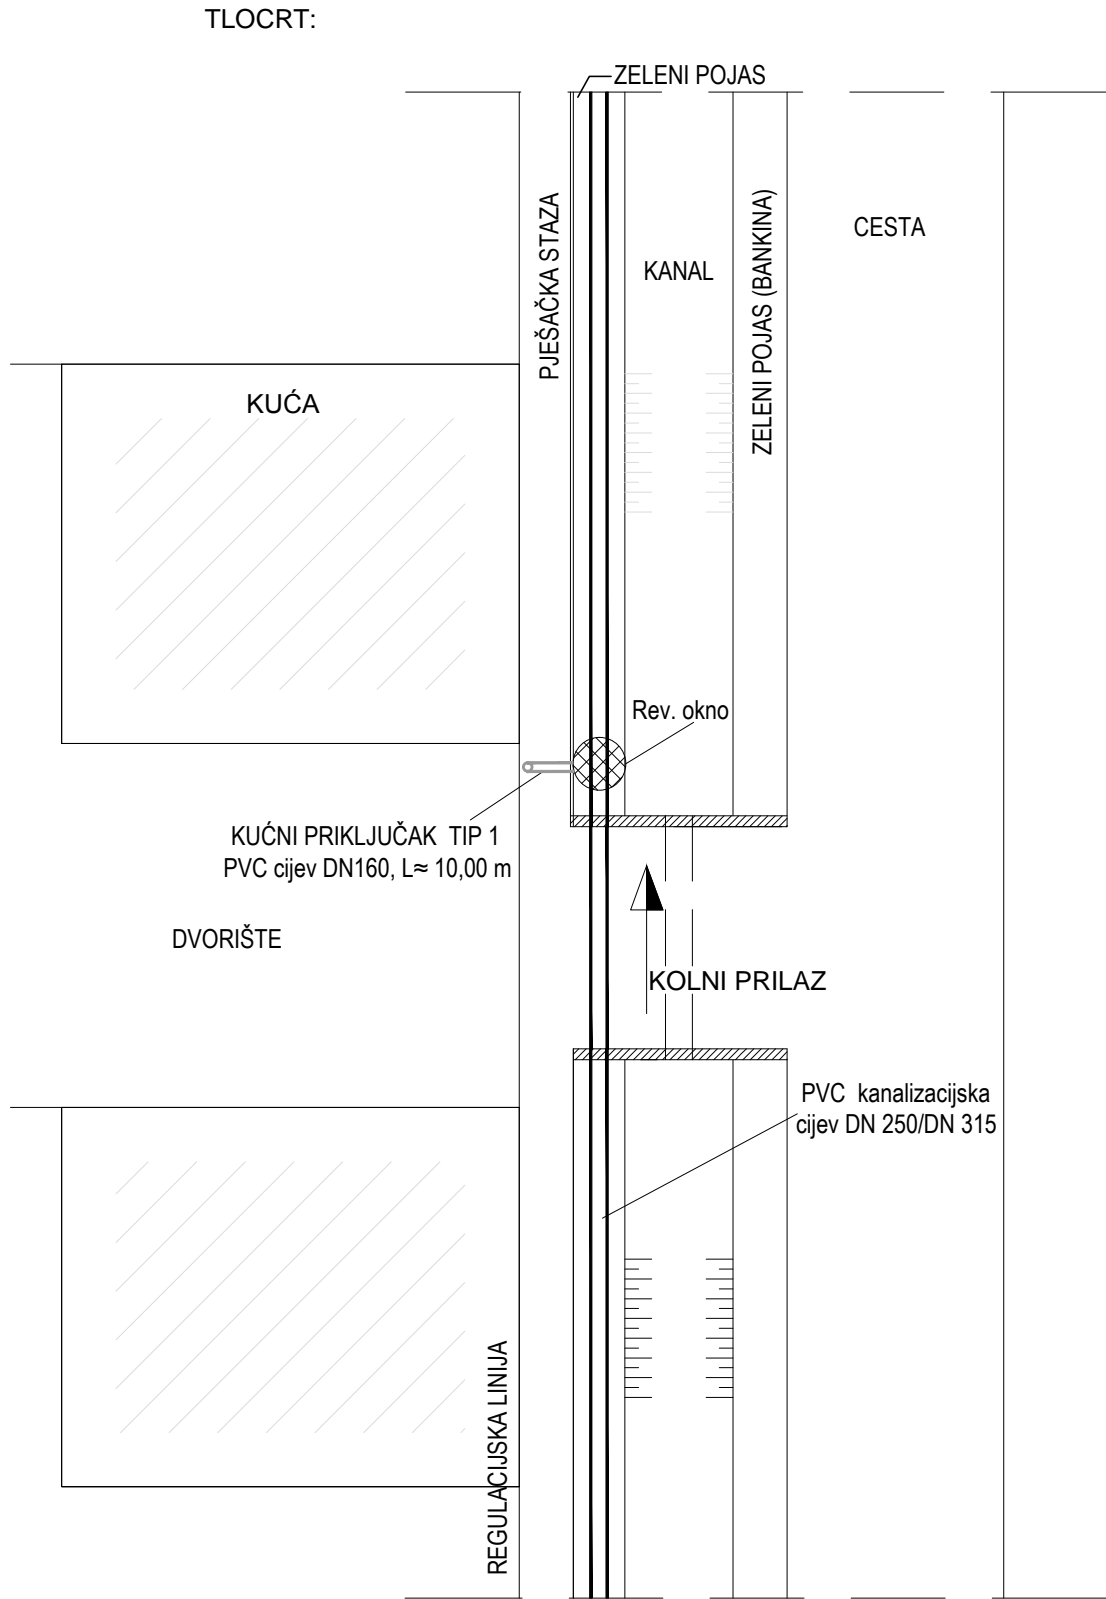 TLOCRT:
ZELENI POJAS
PJEŠAČKA STAZA
KANAL
ZELENI POJAS (BANKINA)
CESTA
KUĆA
Rev. okno
KUĆNI PRIKLJUČAK TIP 1
PVC cijev DN160, L≈ 10,00 m
DVORIŠTE
KOLNI PRILAZ
PVC kanalizacijska
cijev DN 250/DN 315
REGULACIJSKA LINIJA